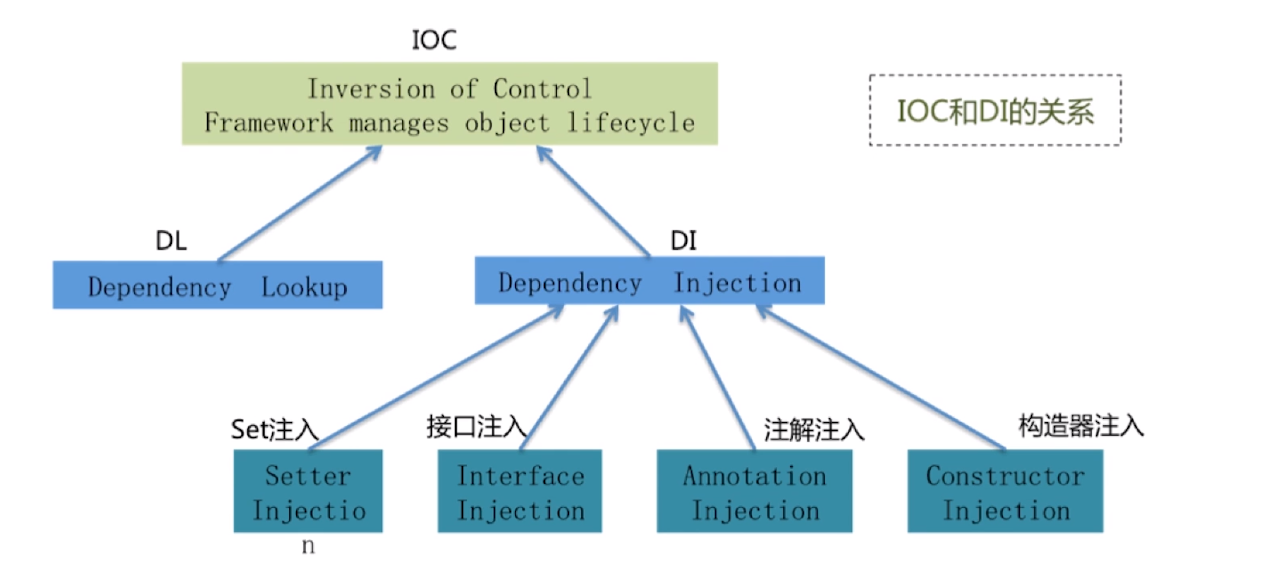 IOC
Inversion of Control
Framework manages object lifecycle
IOC和DI的关系
DL
Dependency Lookup
DI
Dependency Injection
Set注入
Setter
Injectio
n
接口注入
Interface
Injection
注解注入
Annotation
Injection
构造器注入
Constructor
Injection